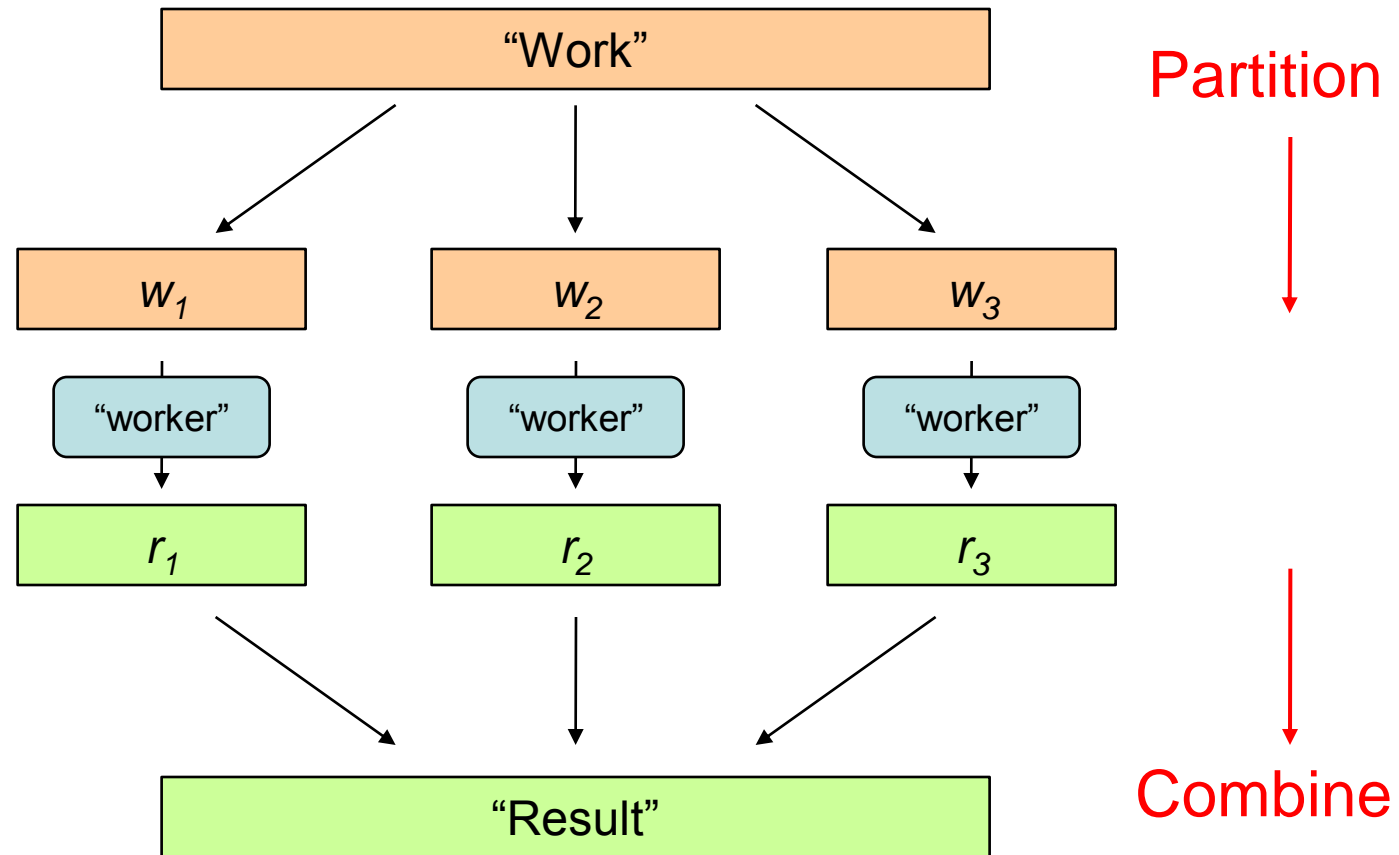 “Work”
Partition
w1
w2
w3
“worker”
“worker”
“worker”
r1
r2
r3
“Result”
Combine